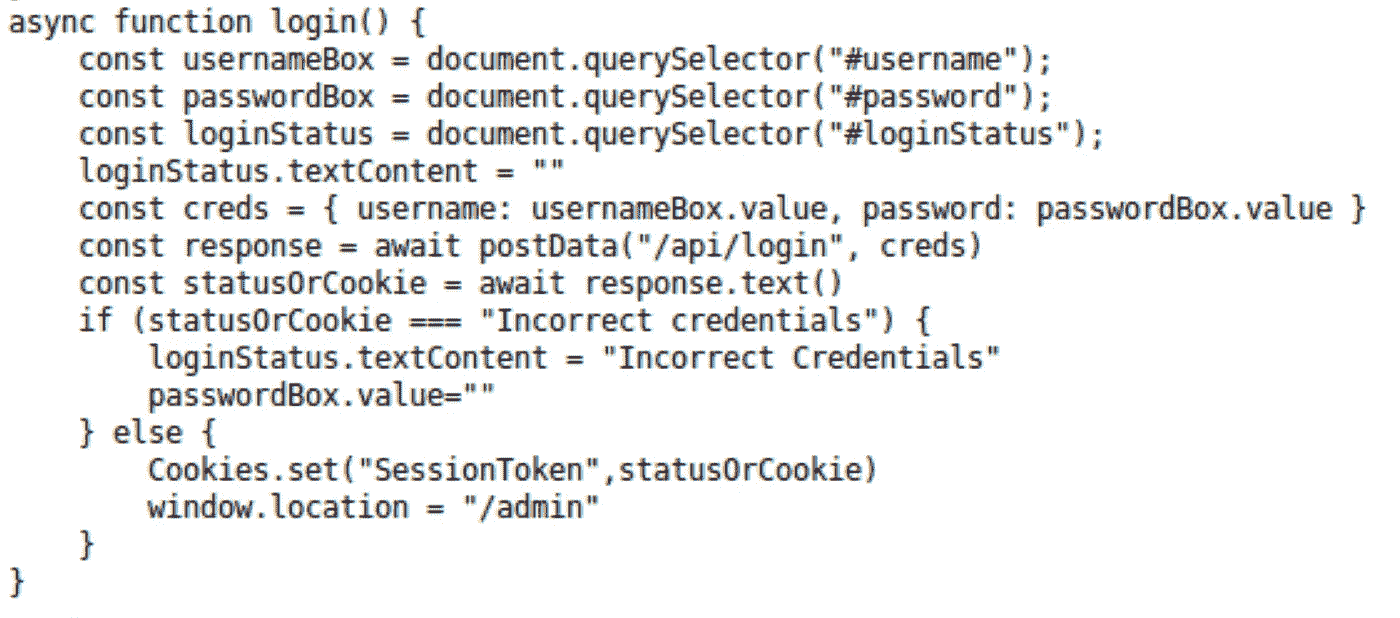 async function login() {
    const usernameBox = document.querySelector("#username");
    const passwordBox = document.querySelector("#password");
    const loginStatus = document.querySelector("#loginStatus");
    loginStatus.textContent = ""
    const creds = { username: usernameBox.value, password: passwordBox.value }
    const response = await postData("/api/login", creds)
    const statusOrCookie = await response.text()
    if (statusOrCookie === "Incorrect credentials") {
        loginStatus.textContent = "Incorrect Credentials"
        passwordBox.value=""
    } else {
        Cookies.set("SessionToken",statusOrCookie)
        window.location = "/admin"
    }
}